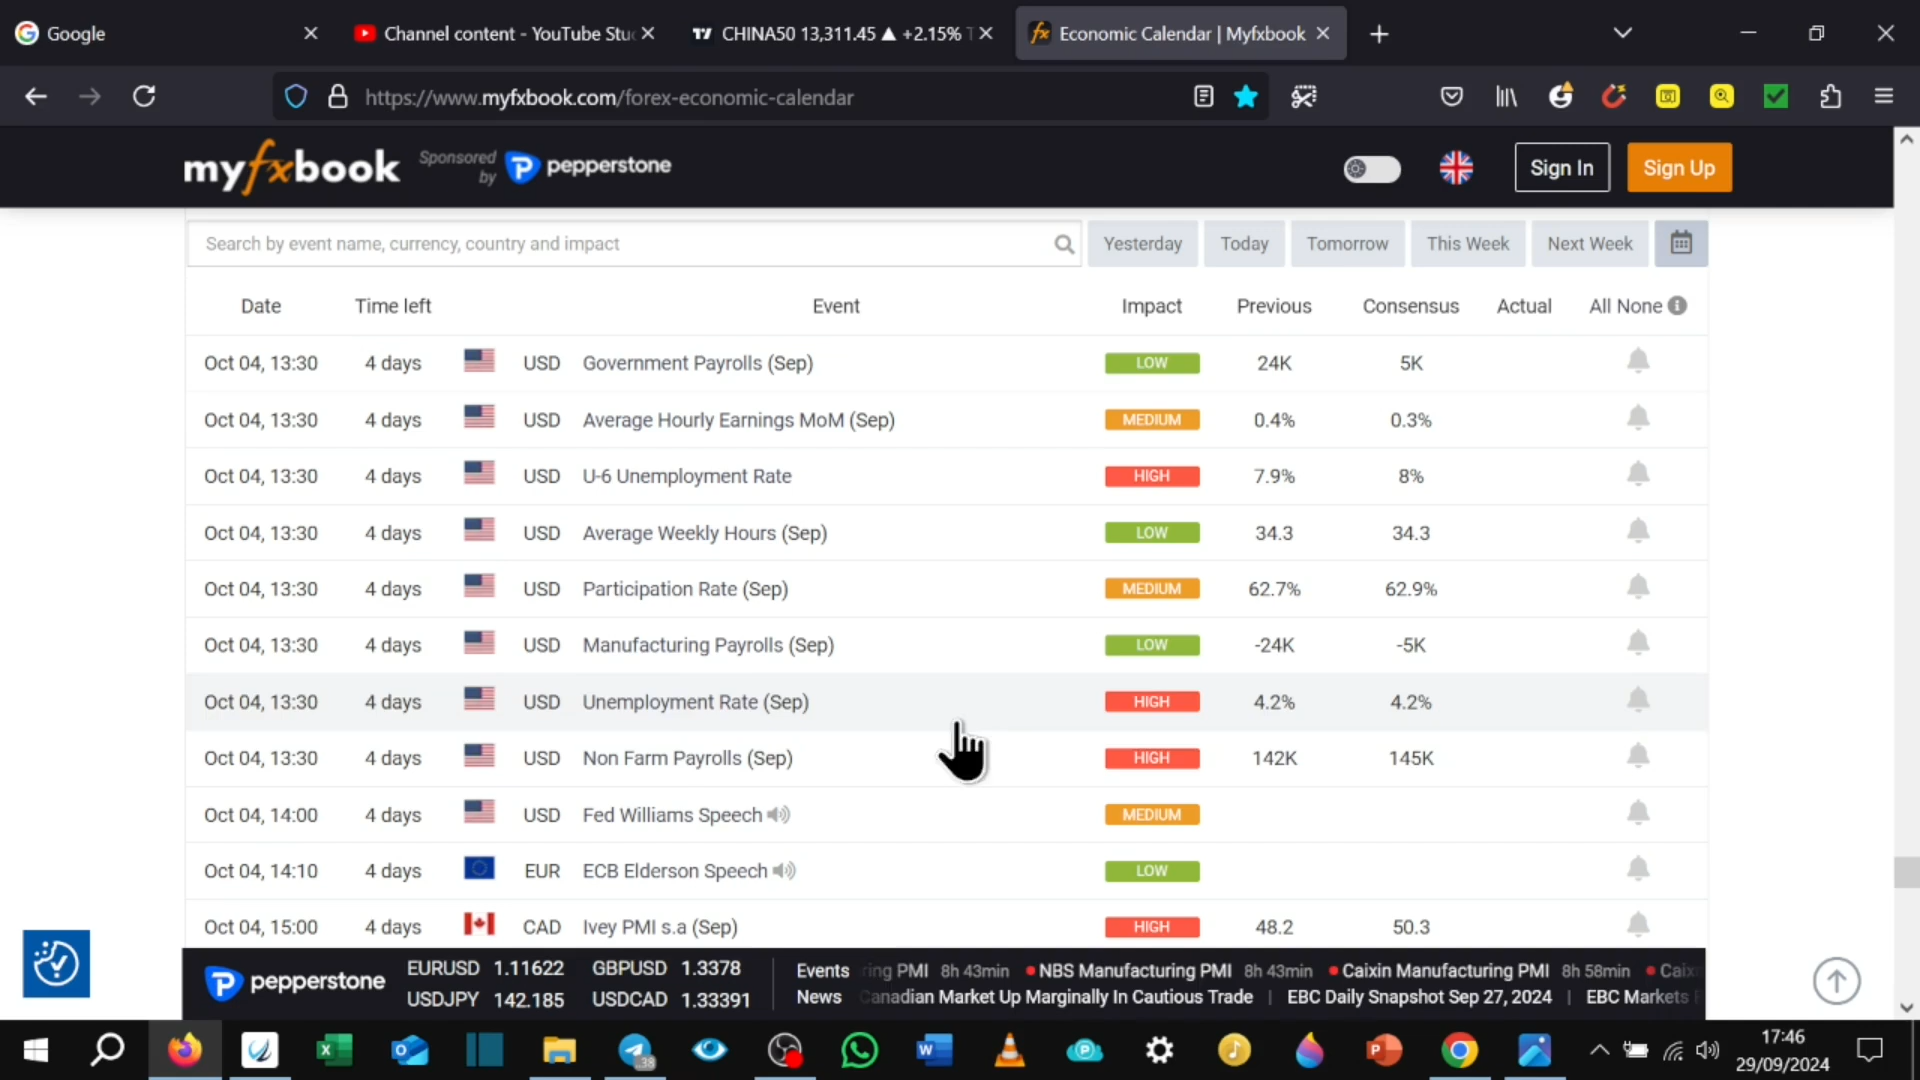 Google
Channel content - YouTube Stu
CHINA50 13,311.45 ▲ +2.15%
Economic Calendar | Myfxbook
https://www.myfxbook.com/forex-economic-calendar
myfxbook
Sponsored by
pepperstone
Sign In
Sign Up
Search by event name, currency, country and impact
Yesterday
Today
Tomorrow
This Week
Next Week
Date Time left Event Impact Previous Consensus Actual All None
Oct 04, 13:30 4 days USD Government Payrolls (Sep) LOW 24K 5K
Oct 04, 13:30 4 days USD Average Hourly Earnings MoM (Sep) MEDIUM 0.4% 0.3%
Oct 04, 13:30 4 days USD U-6 Unemployment Rate HIGH 7.9% 8%
Oct 04, 13:30 4 days USD Average Weekly Hours (Sep) LOW 34.3 34.3
Oct 04, 13:30 4 days USD Participation Rate (Sep) MEDIUM 62.7% 62.9%
Oct 04, 13:30 4 days USD Manufacturing Payrolls (Sep) LOW -24K -5K
Oct 04, 13:30 4 days USD Unemployment Rate (Sep) HIGH 4.2% 4.2%
Oct 04, 13:30 4 days USD Non Farm Payrolls (Sep) HIGH 142K 145K
Oct 04, 14:00 4 days USD Fed Williams Speech MEDIUM
Oct 04, 14:10 4 days EUR ECB Elderson Speech LOW
Oct 04, 15:00 4 days CAD Ivey PMI s.a (Sep) HIGH 48.2 50.3
pepperstone
EURUSD 1.11622 GBPUSD 1.3378
USDJPY 142.185 USDCAD 1.33391
Events ring PMI 8h 43min NBS Manufacturing PMI 8h 43min Caixin Manufacturing PMI 8h 58min Caix
News Canadian Market Up Marginally In Cautious Trade | EBC Daily Snapshot Sep 27, 2024 | EBC Markets
38
17:46
29/09/2024